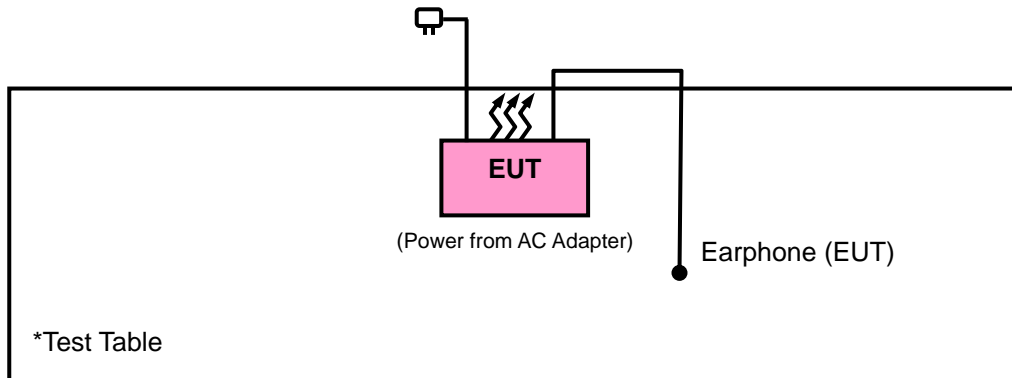 EUT
(Power from AC Adapter)
Earphone (EUT)
*Test Table